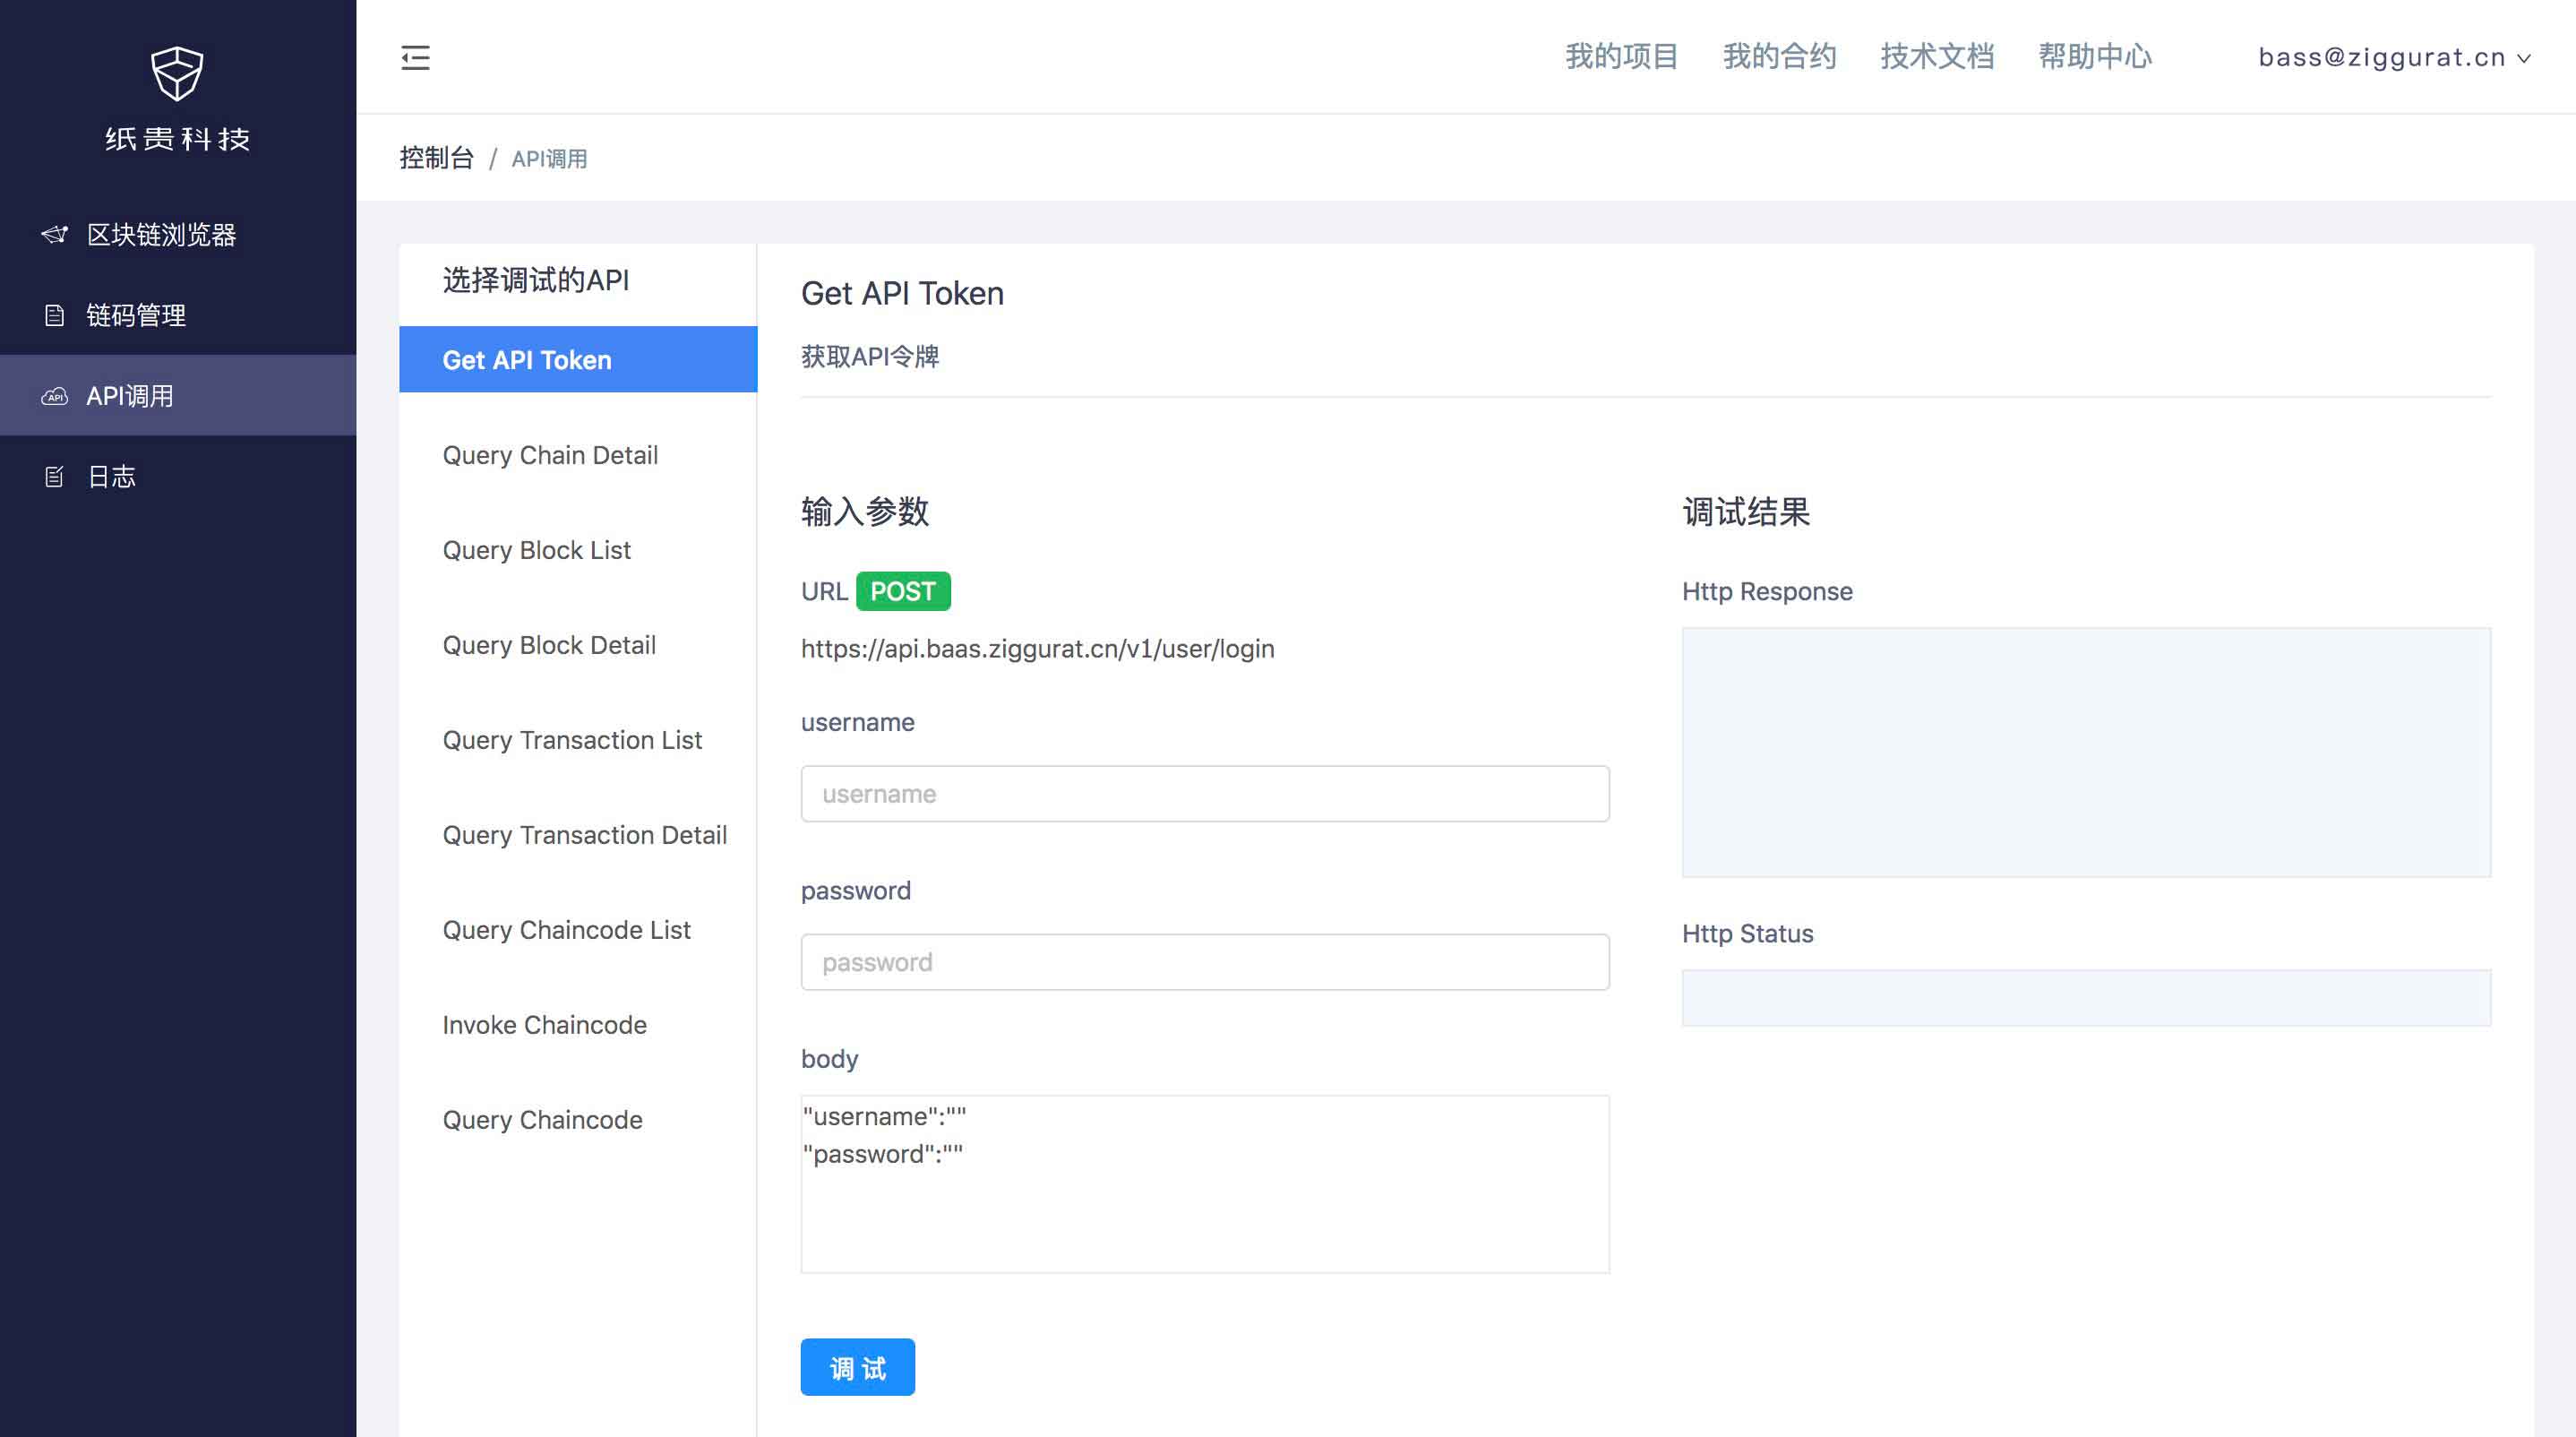 纸贵科技
区块链浏览器
链码管理
API调用
日志
我的项目 我的合约 技术文档 帮助中心 bass@ziggurat.cn
控制台 / API调用
选择调试的API
Get API Token
Query Chain Detail
Query Block List
Query Block Detail
Query Transaction List
Query Transaction Detail
Query Chaincode List
Invoke Chaincode
Query Chaincode
Get API Token
获取API令牌
输入参数
URL POST
https://api.baas.ziggurat.cn/v1/user/login
username
username
password
password
body
"username":""
"password":""
调试
调试结果
Http Response
Http Status